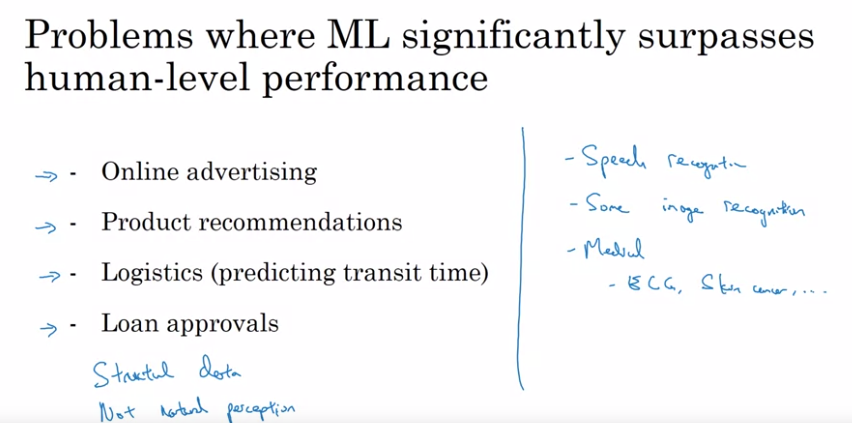 Problems where ML significantly surpasses
human-level performance
- Online advertising
- Product recommendations
- Logistics (predicting transit time)
- Loan approvals
Structural data
Not natural perception
- Speech recognition
- Some image recognition
- Medical
- ECG, Skin cancer, ...